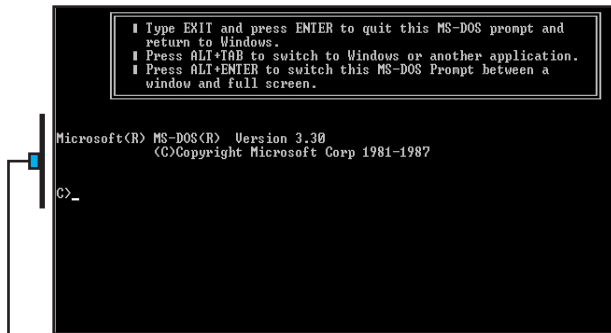 ▮ Type EXIT and press ENTER to quit this MS-DOS prompt and
return to Windows.
▮ Press ALT+TAB to switch to Windows or another application.
▮ Press ALT+ENTER to switch this MS-DOS Prompt between a
window and full screen.
Microsoft(R) MS-DOS(R) Version 3.30
(C)Copyright Microsoft Corp 1981-1987
C>_